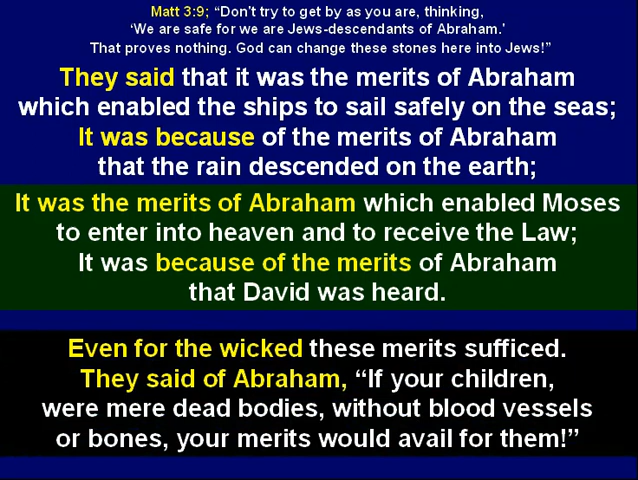 Matt 3:9; “Don't try to get by as you are, thinking,
‘We are safe for we are Jews-descendants of Abraham.'
That proves nothing. God can change these stones here into Jews!”
They said that it was the merits of Abraham
which enabled the ships to sail safely on the seas;
It was because of the merits of Abraham
that the rain descended on the earth;
It was the merits of Abraham which enabled Moses
to enter into heaven and to receive the Law;
It was because of the merits of Abraham
that David was heard.
Even for the wicked these merits sufficed.
They said of Abraham, “If your children,
were mere dead bodies, without blood vessels
or bones, your merits would avail for them!”